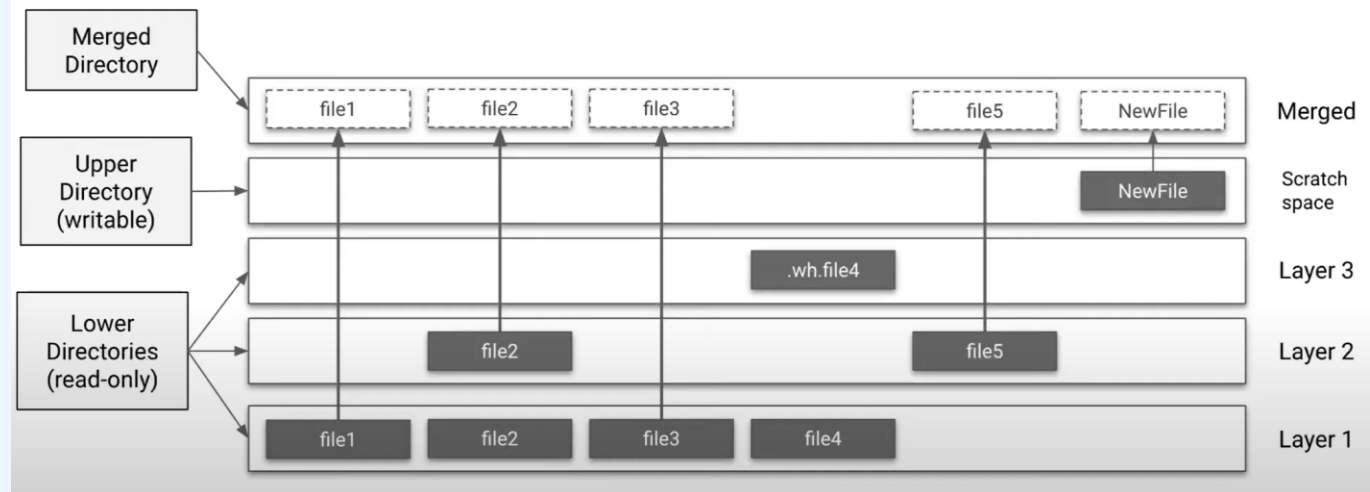 Merged
Directory
file1
file2
file3
file5
NewFile
Merged
Upper
Directory
(writable)
NewFile
Scratch
space
.wh.file4
Layer 3
Lower
Directories
(read-only)
file2
file5
Layer 2
file1
file2
file3
file4
Layer 1